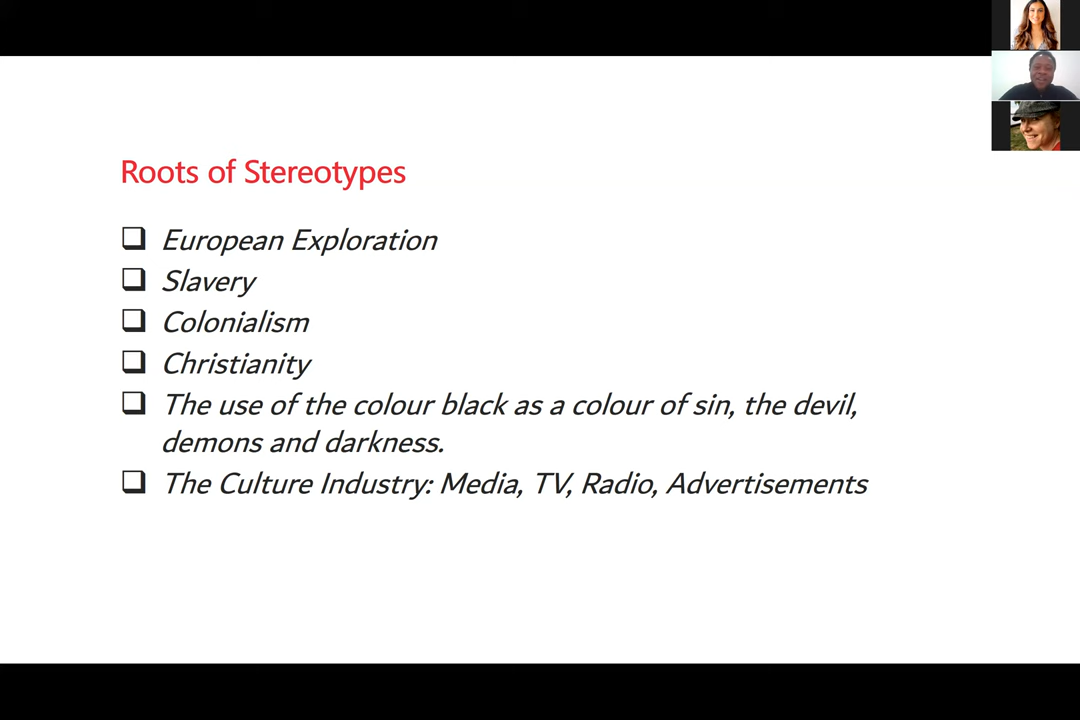 Roots of Stereotypes
European Exploration
Slavery
Colonialism
Christianity
The use of the colour black as a colour of sin, the devil,
demons and darkness.
The Culture Industry: Media, TV, Radio, Advertisements